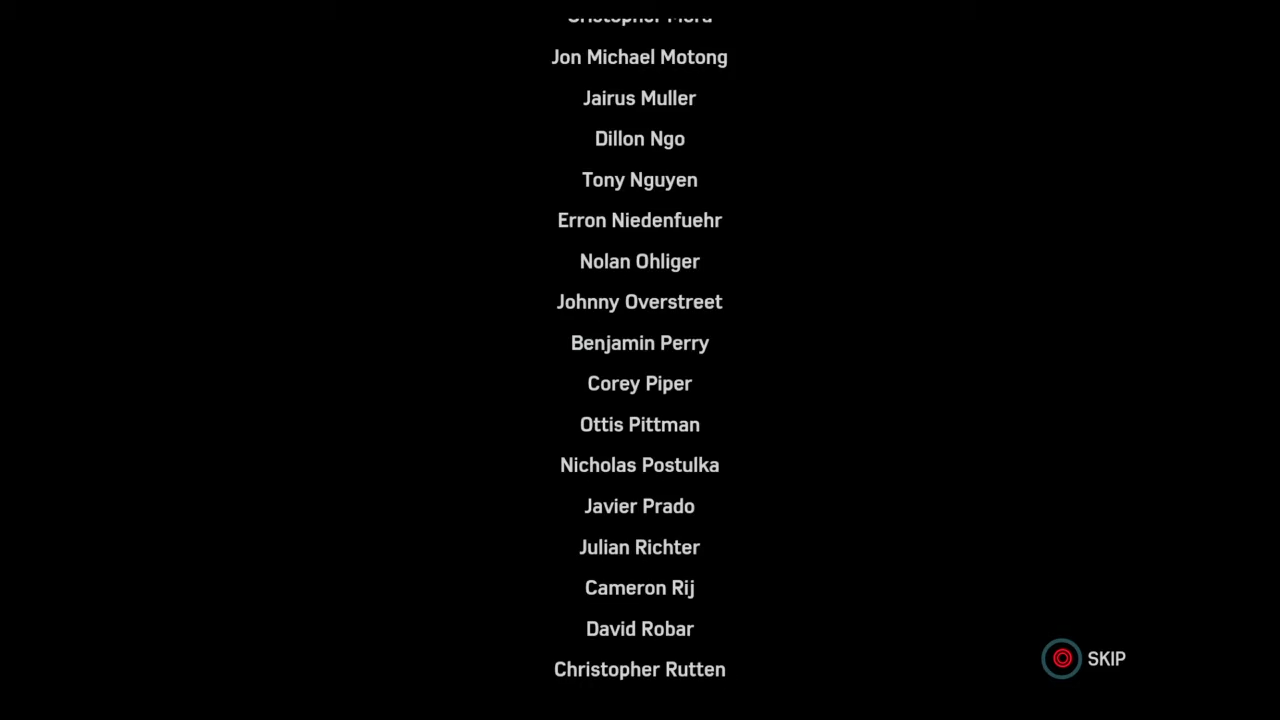 Jon Michael Motong
Jairus Muller
Dillon Ngo
Tony Nguyen
Erron Niedenfuehr
Nolan Ohliger
Johnny Overstreet
Benjamin Perry
Corey Piper
Ottis Pittman
Nicholas Postulka
Javier Prado
Julian Richter
Cameron Rij
David Robar
Christopher Rutten
SKIP